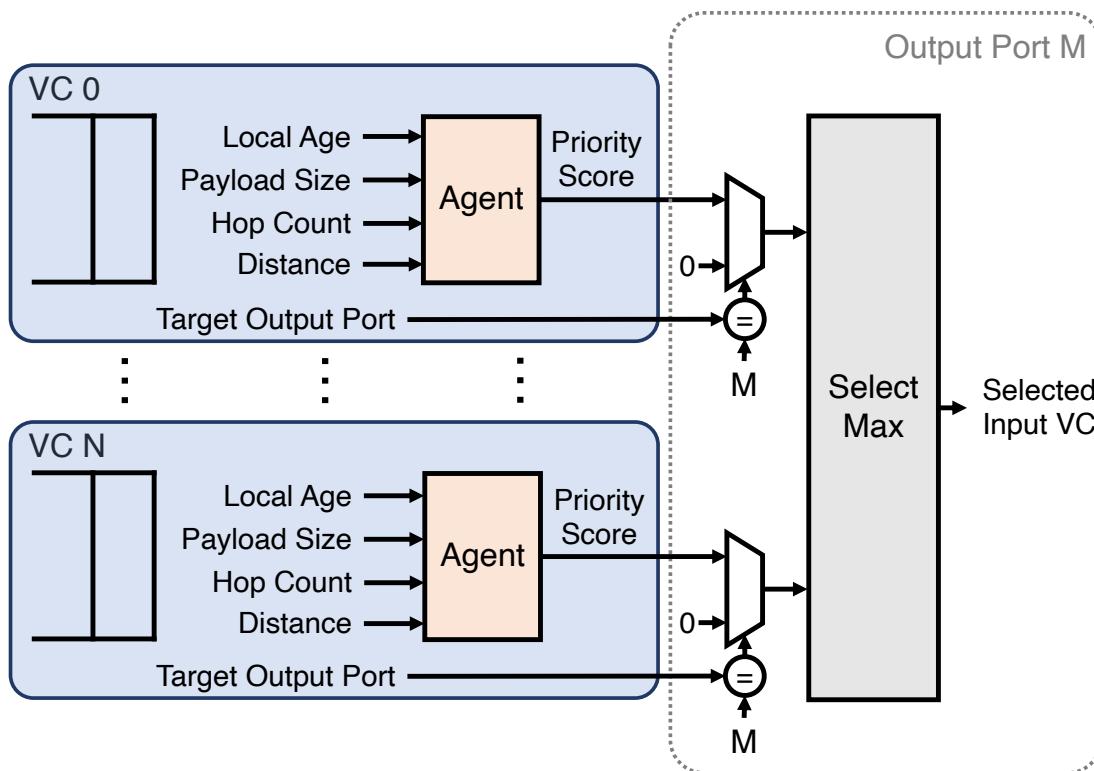 Output Port M
VC 0
Local Age
Payload Size
Hop Count
Distance
Agent
Priority
Score
0
Target Output Port
=
M
VC N
Local Age
Payload Size
Hop Count
Distance
Agent
Priority
Score
0
Target Output Port
=
M
Select
Max
Selected
Input VC